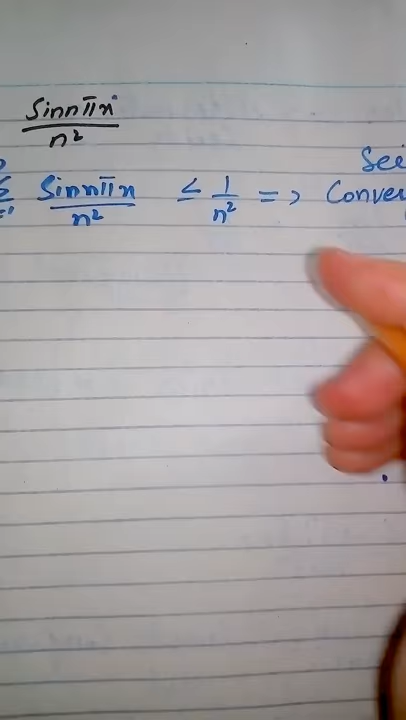 Sinnπx
n²
See
Sinnπx
n²
≤ 1
n²
=> Conver